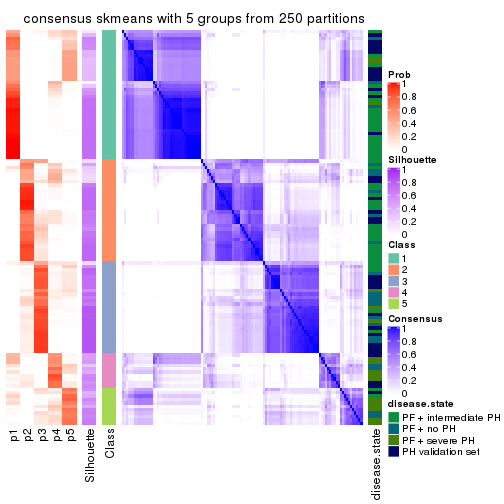 consensus skmeans with 5 groups from 250 partitions
Prob
1
0.8
0.6
0.4
0.2
0
Silhouette
1
0.8
0.6
0.4
0.2
0
Class
1
2
3
4
5
Consensus
1
0.8
0.6
0.4
0.2
0
disease.state
PF + intermediate PH
PF + no PH
PF + severe PH
PH validation set
p1
p2
p3
p4
p5
Silhouette
Class
disease.state